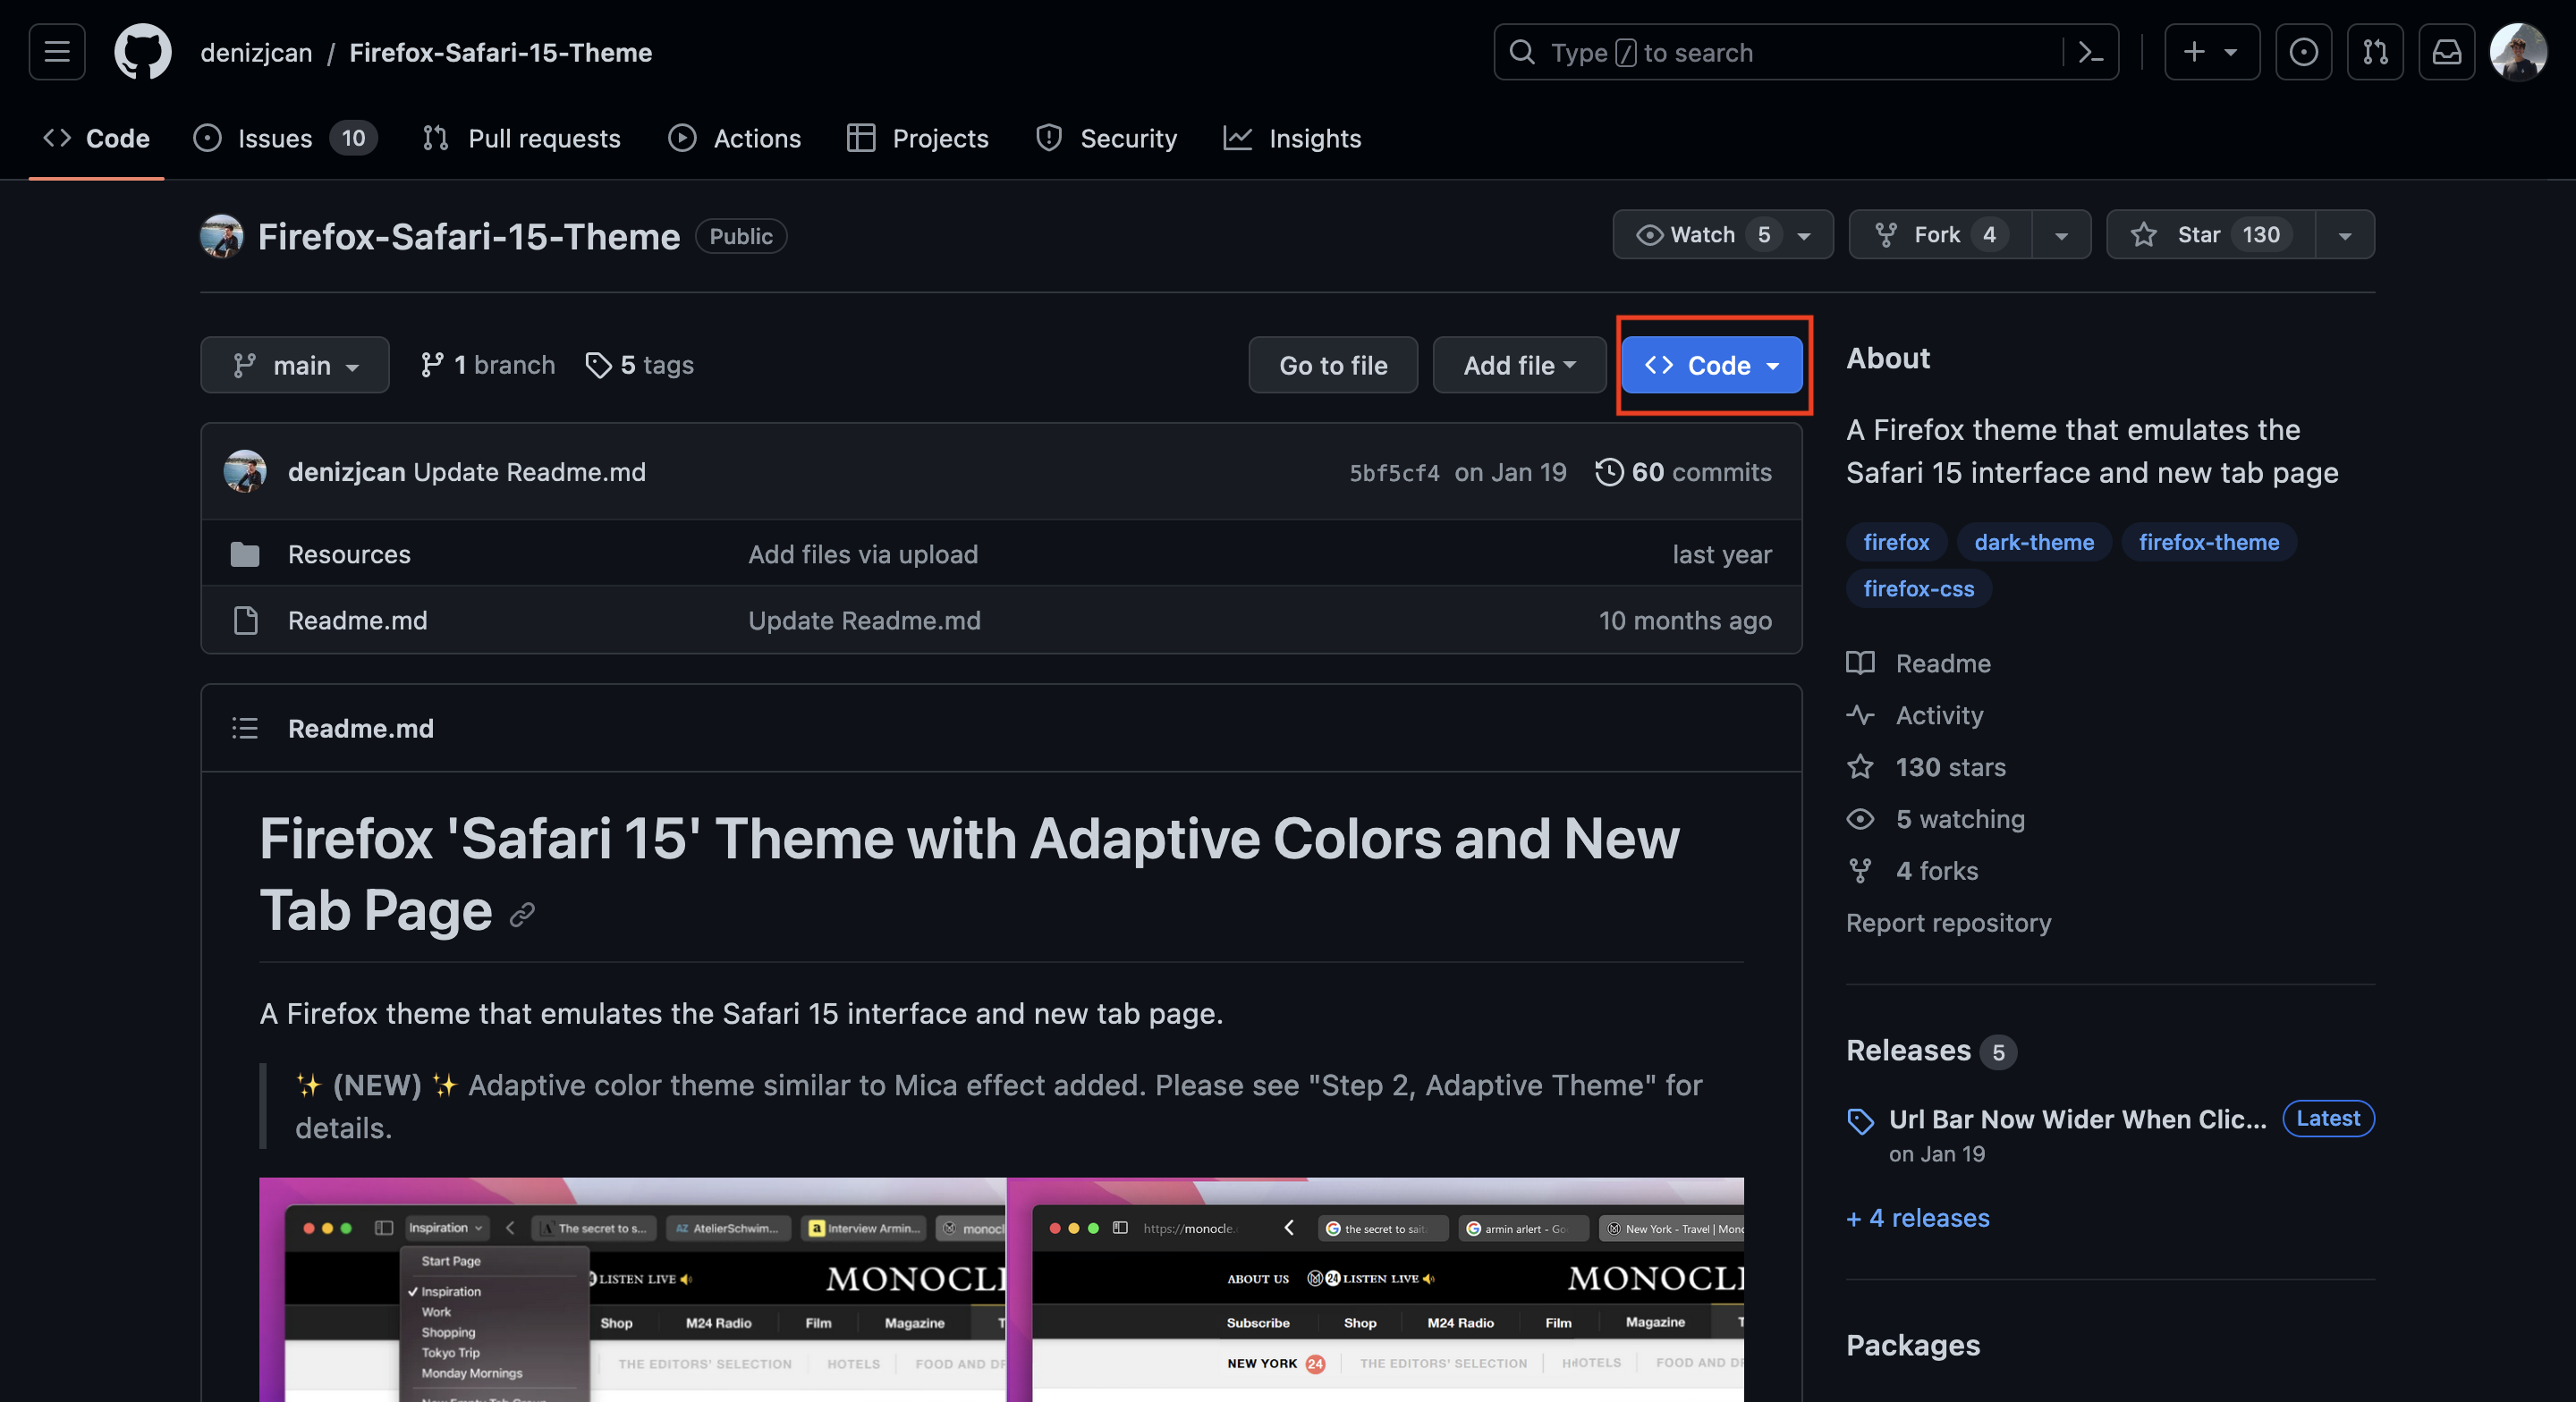 denizjcan / Firefox-Safari-15-Theme
Type / to search
Code
Issues 10
Pull requests
Actions
Projects
Security
Insights
Firefox-Safari-15-Theme Public
Watch 5
Fork 4
Star 130
main
1 branch
5 tags
Go to file
Add file
Code
denizjcan Update Readme.md
5bf5cf4 on Jan 19
60 commits
Resources
Add files via upload
last year
Readme.md
Update Readme.md
10 months ago
Readme.md
Firefox 'Safari 15' Theme with Adaptive Colors and New
Tab Page
A Firefox theme that emulates the Safari 15 interface and new tab page.
✨ (NEW) ✨ Adaptive color theme similar to Mica effect added. Please see "Step 2, Adaptive Theme" for
details.
Inspiration
The secret to s...
AZ AtelierSchwim...
a Interview Armin...
monocl
Start Page
Inspiration
Work
Shopping
Tokyo Trip
Monday Mornings
LISTEN LIVE
MONOCLE
Shop
M24 Radio
Film
Magazine
THE EDITORS' SELECTION
HOTELS
FOOD AND DR
https://monocle.
the secret to sait
armin arlert - Go
New York - Travel | Mono
ABOUT US
24 LISTEN LIVE
MONOCLE
Subscribe
Shop
M24 Radio
Film
Magazine
NEW YORK 24
THE EDITORS' SELECTION
HOTELS
FOOD AND DR
About
A Firefox theme that emulates the
Safari 15 interface and new tab page
firefox
dark-theme
firefox-theme
firefox-css
Readme
Activity
130 stars
5 watching
4 forks
Report repository
Releases 5
Url Bar Now Wider When Clic... Latest
on Jan 19
+ 4 releases
Packages